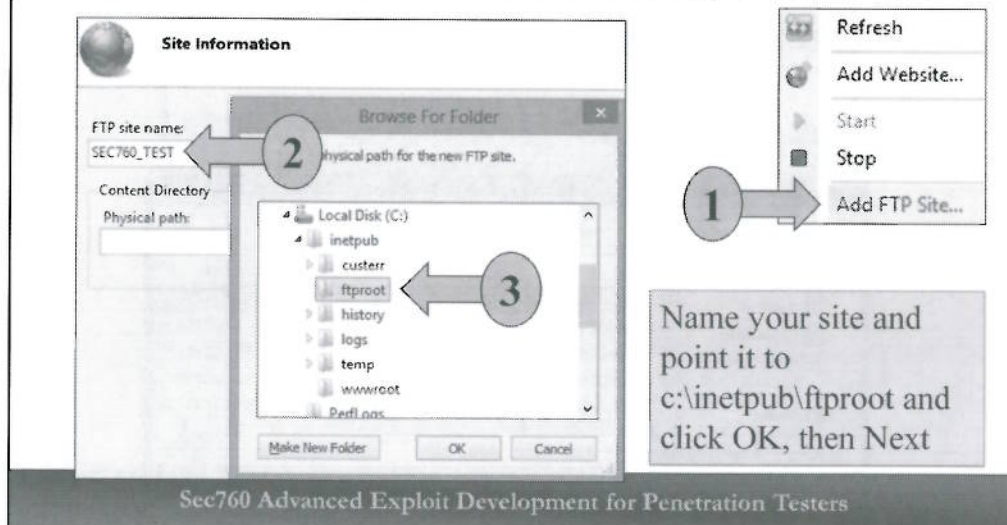 Site Information
FTP site name:
SEC760_TEST
Content Directory
Physical path:
2
Browse For Folder
physical path for the new FTP site.
Local Disk (C:)
inetpub
custerr
ftproot
history
logs
temp
wwwroot
PerfLogs
3
Make New Folder
OK
Cancel
Refresh
Add Website...
Start
Stop
1
Add FTP Site...
Name your site and
point it to
c:\inetpub\ftproot and
click OK, then Next
Sec760 Advanced Exploit Development for Penetration Testers